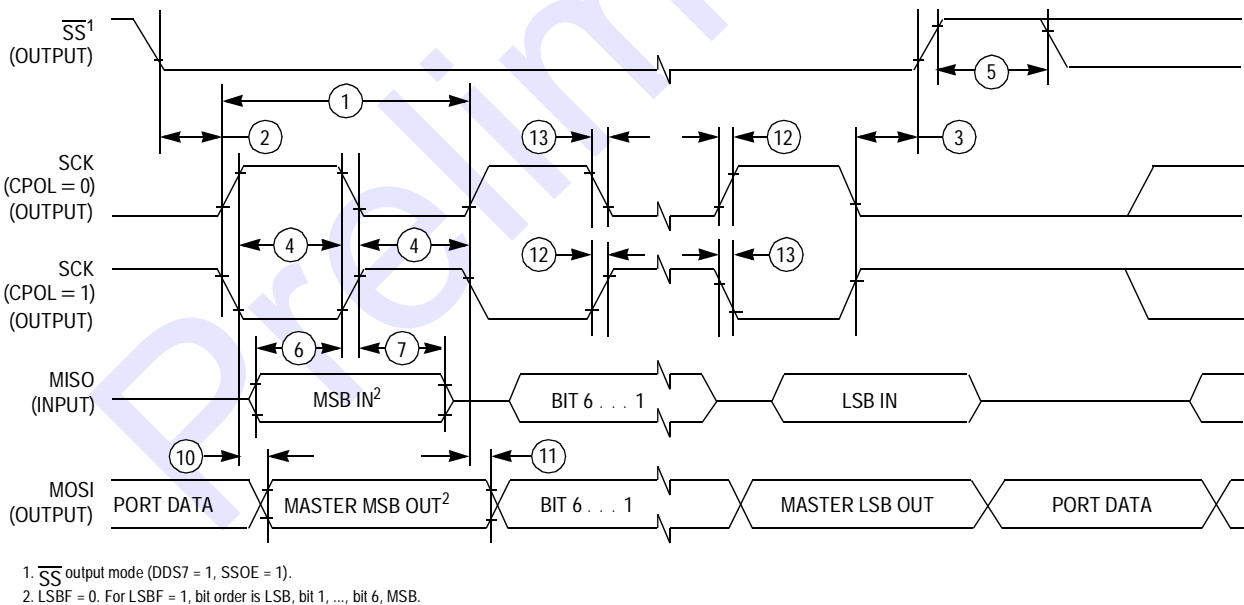 SS1
(OUTPUT)
5
1
2
13
12
3
SCK
(CPOL = 0)
(OUTPUT)
4
4
12
13
SCK
(CPOL = 1)
(OUTPUT)
6
7
MISO
(INPUT)
MSB IN2
BIT 6 . . . 1
LSB IN
10
11
MOSI
(OUTPUT)
PORT DATA
MASTER MSB OUT2
BIT 6 . . . 1
MASTER LSB OUT
PORT DATA
1. SS output mode (DDS7 = 1, SSOE = 1).
2. LSBF = 0. For LSBF = 1, bit order is LSB, bit 1, ..., bit 6, MSB.
Prelim